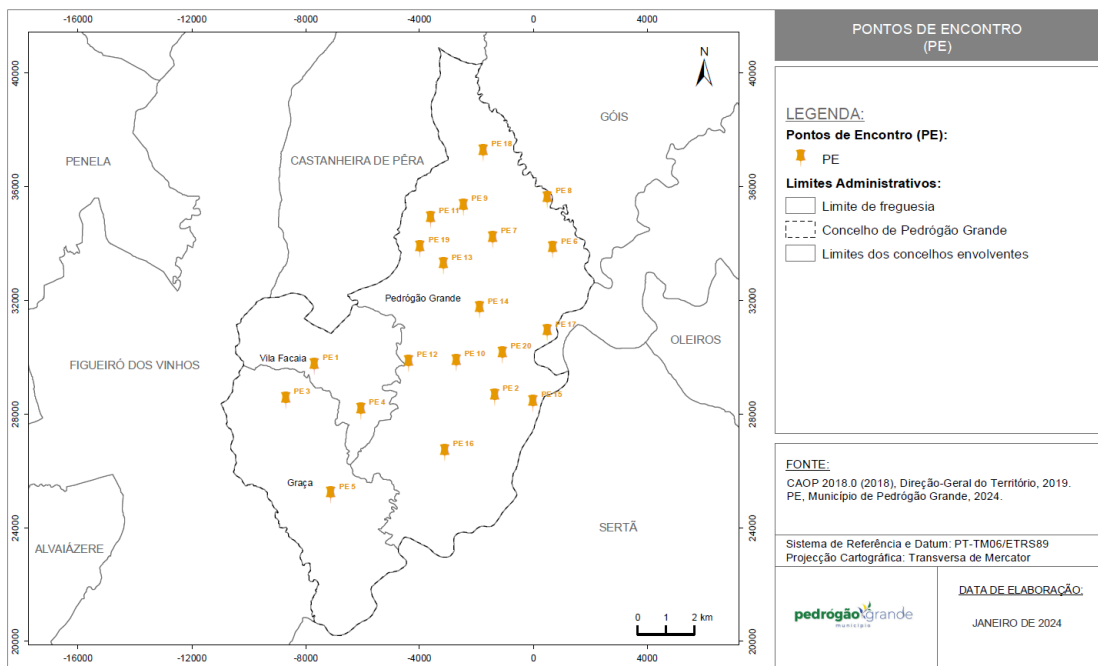 -16000 -12000 -8000 -4000 0 4000
40000
36000
32000
28000
24000
20000
N
GÓIS
PENELA
CASTANHEIRA DE PÊRA
PE 18
PE 8
PE 9
PE 11
PE 7
PE 19
PE 6
PE 13
Pedrógão Grande
PE 14
PE 17
OLEIROS
PE 20
Vila Facaia
PE 1
PE 12
PE 10
FIGUEIRÓ DOS VINHOS
PE 3
PE 2
PE 15
PE 4
PE 16
Graça
PE 5
SERTÃ
ALVAIÁZERE
0 1 2 km
40000
36000
32000
28000
24000
20000
-16000 -12000 -8000 -4000 0 4000
PONTOS DE ENCONTRO
(PE)
LEGENDA:
Pontos de Encontro (PE):
PE
Limites Administrativos:
Limite de freguesia
Concelho de Pedrógão Grande
Limites dos concelhos envolventes
FONTE:
CAOP 2018.0 (2018), Direção-Geral do Território, 2019.
PE, Município de Pedrógão Grande, 2024.
Sistema de Referência e Datum: PT-TM06/ETRS89
Projecção Cartográfica: Transversa de Mercator
pedrógão grande
município
DATA DE ELABORAÇÃO:
JANEIRO DE 2024